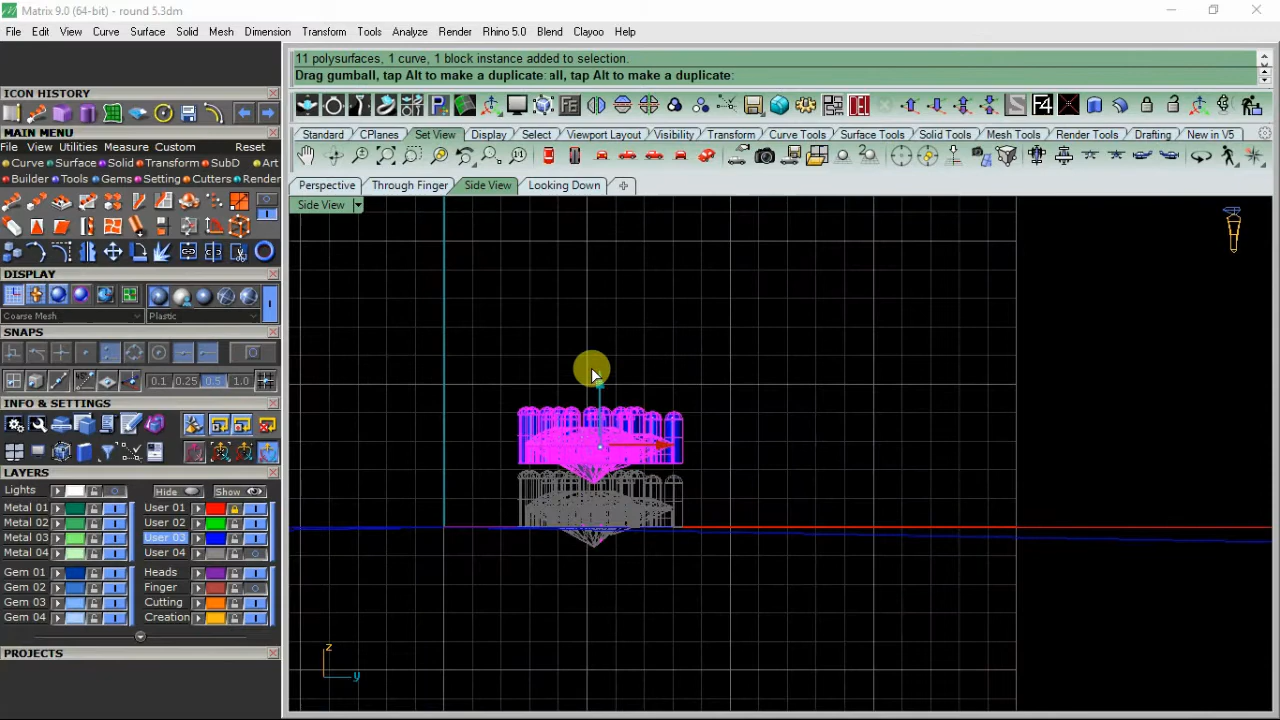 Matrix 9.0 (64-bit) - round 5.3dm
File Edit View Curve Surface Solid Mesh Dimension Transform Tools Analyze Render Rhino 5.0 Blend Clayoo Help
11 polysurfaces, 1 curve, 1 block instance added to selection.
Drag gumball, tap Alt to make a duplicate: all, tap Alt to make a duplicate:
ICON HISTORY
MAIN MENU
File View Utilities Measure Custom Reset
Curve Surface Solid Transform SubD Art
Builder Tools Gems Setting Cutters Render
F4
Standard CPlanes Set View Display Select Viewport Layout Visibility Transform Curve Tools Surface Tools Solid Tools Mesh Tools Render Tools Drafting New in V5
Perspective Through Finger Side View Looking Down
Side View
DISPLAY
Coarse Mesh Plastic
SNAPS
0.1 0.25 0.5 1.0
INFO & SETTINGS
LAYERS
Lights Hide Show
Metal 01 User 01
Metal 02 User 02
Metal 03 User 03
Metal 04 User 04
Gem 01 Heads
Gem 02 Finger
Gem 03 Cutting
Gem 04 Creation
PROJECTS
z
y